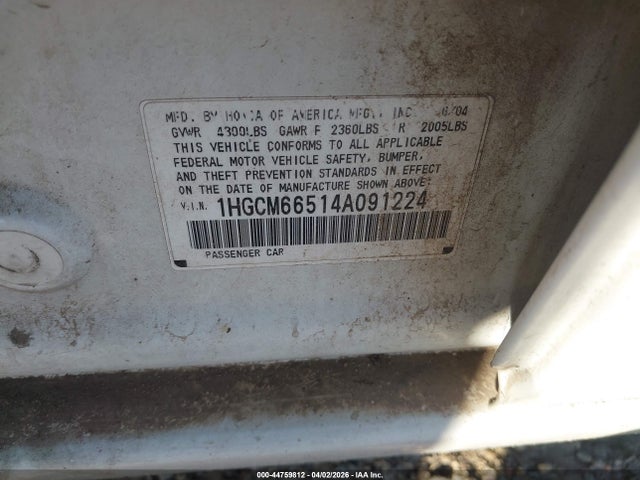 MFD. BY HONDA OF AMERICA MFG., INC. /04
GVWR 4300LBS GAWR F 2360LBS R 2005LBS
THIS VEHICLE CONFORMS TO ALL APPLICABLE
FEDERAL MOTOR VEHICLE SAFETY, BUMPER,
AND THEFT PREVENTION STANDARDS IN EFFECT
ON THE DATE OF MANUFACTURE SHOWN ABOVE.
V.I.N. 1HGCM66514A091224
PASSENGER CAR
000-44759812 - 04/02/2026 - IAA Inc.